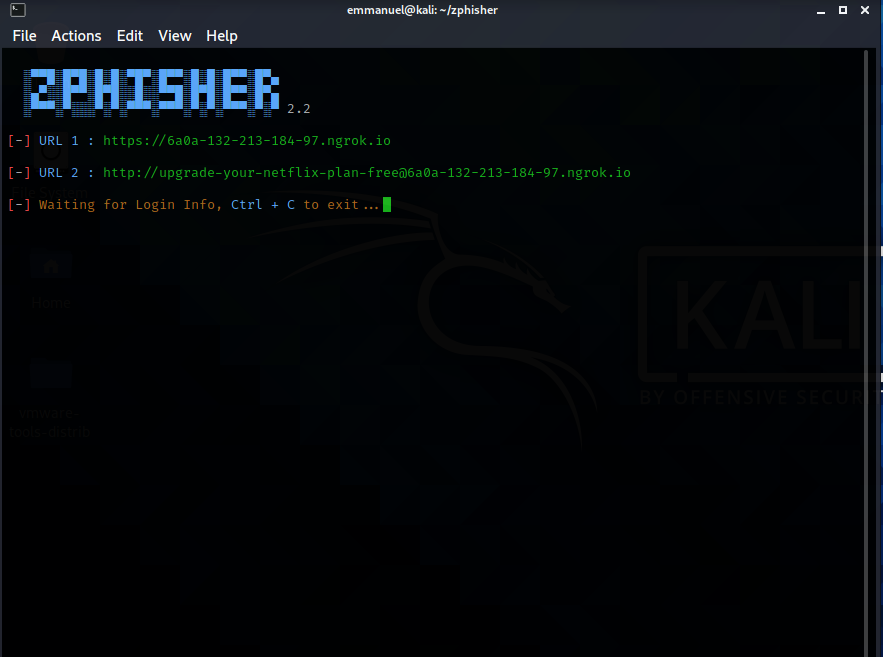 emmanuel@kali: ~/zphisher
File Actions Edit View Help
ZPHISHER 2.2
[-] URL 1 : https://6a0a-132-213-184-97.ngrok.io
[-] URL 2 : http://upgrade-your-netflix-plan-free@6a0a-132-213-184-97.ngrok.io
[-] Waiting for Login Info, Ctrl + C to exit...
Home
KALI
BY OFFENSIVE SECUR
vmware-
tools-distrib